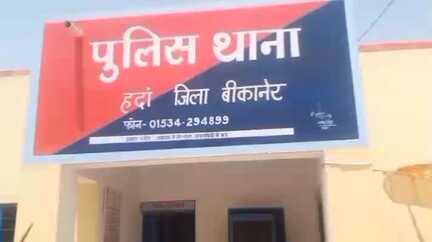 पुलिस थाना
हदां जिला बीकानेर
फोन- 01534-294899